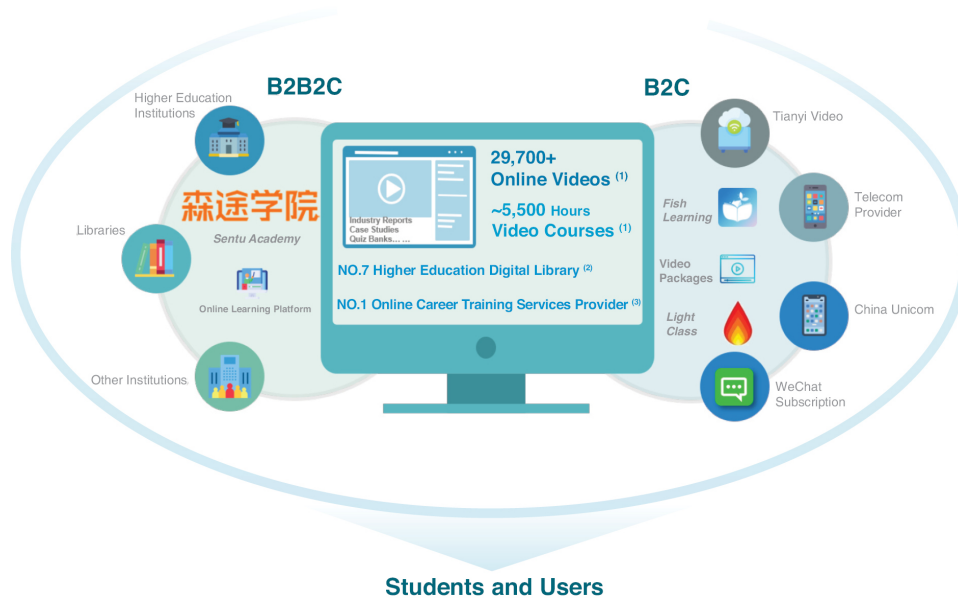 B2B2C
B2C
Higher Education
Institutions
森途学院
Sentu Academy
Libraries
Online Learning Platform
Other Institutions
Industry Reports
Case Studies
Quiz Banks... ...
29,700+
Online Videos (1)
~5,500 Hours
Video Courses (1)
NO.7 Higher Education Digital Library (2)
NO.1 Online Career Training Services Provider (3)
Tianyi Video
Fish
Learning
Telecom
Provider
Video
Packages
Light
Class
China Unicom
WeChat
Subscription
Students and Users